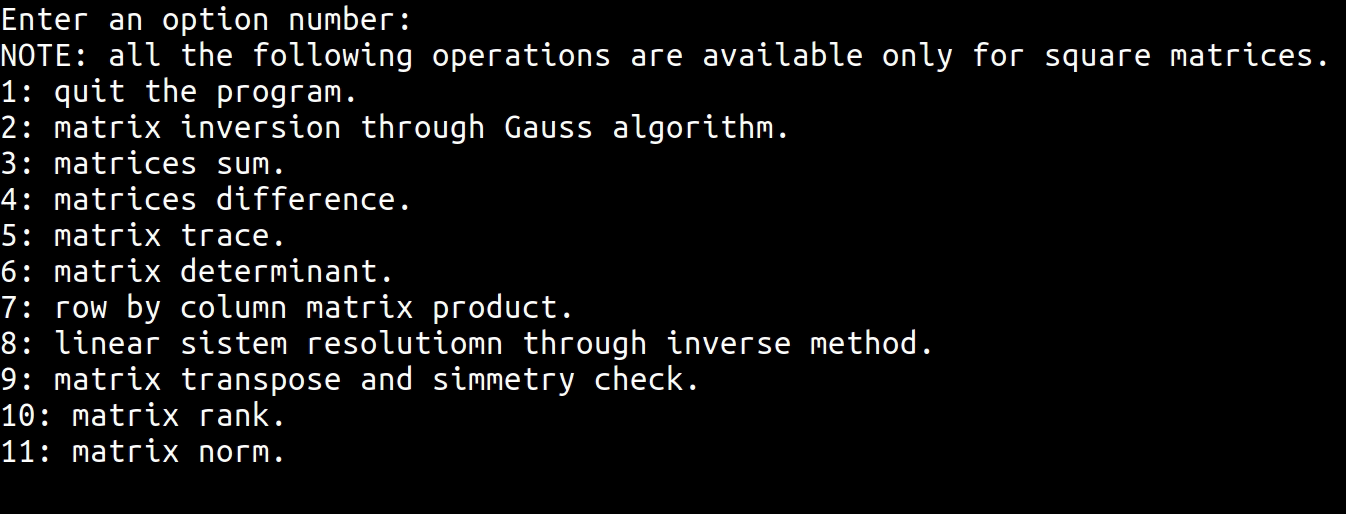 Enter an option number:
NOTE: all the following operations are available only for square matrices.
1: quit the program.
2: matrix inversion through Gauss algorithm.
3: matrices sum.
4: matrices difference.
5: matrix trace.
6: matrix determinant.
7: row by column matrix product.
8: linear sistem resolutiomn through inverse method.
9: matrix transpose and simmetry check.
10: matrix rank.
11: matrix norm.